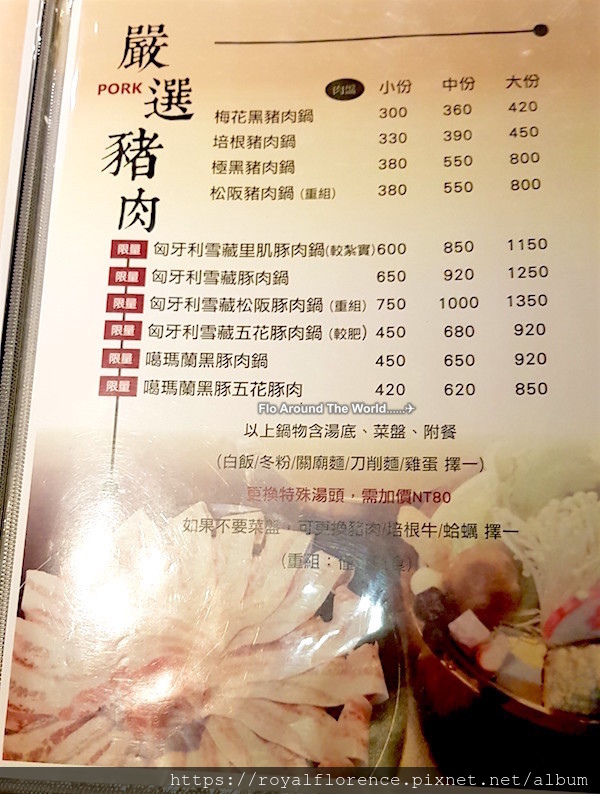 嚴選豬肉
PORK
肉盤 小份 中份 大份
梅花黑豬肉鍋 300 360 420
培根豬肉鍋 330 390 450
極黑豬肉鍋 380 550 800
松阪豬肉鍋 (重組) 380 550 800
限量 匈牙利雪藏里肌豚肉鍋(較紮實) 600 850 1150
限量 匈牙利雪藏豚肉鍋 650 920 1250
限量 匈牙利雪藏松阪豚肉鍋 (重組) 750 1000 1350
限量 匈牙利雪藏五花豚肉鍋 (較肥) 450 680 920
限量 噶瑪蘭黑豚肉鍋 450 650 920
限量 噶瑪蘭黑豚五花豚肉 420 620 850
Flo Around The World......✈
以上鍋物含湯底、菜盤、附餐
(白飯/冬粉/關廟麵/刀削麵/雞蛋 擇一)
更換特殊湯頭，需加價NT80
如果不要菜盤，可更換豬肉/培根牛/蛤蠣 擇一
(重組：僅 食)
https://royalflorence.pixnet.net/album